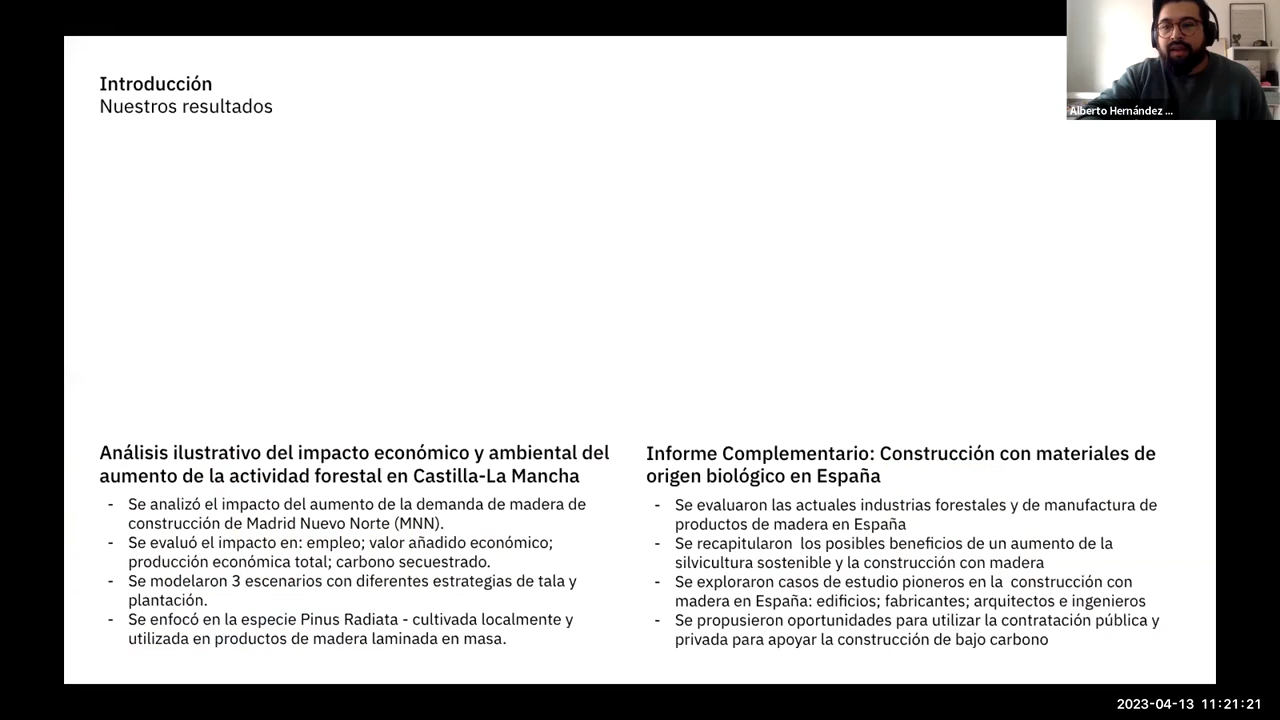 Introducción
Nuestros resultados
Alberto Hernández ...
Análisis ilustrativo del impacto económico y ambiental del
aumento de la actividad forestal en Castilla-La Mancha
- Se analizó el impacto del aumento de la demanda de madera de
construcción de Madrid Nuevo Norte (MNN).
- Se evaluó el impacto en: empleo; valor añadido económico;
producción económica total; carbono secuestrado.
- Se modelaron 3 escenarios con diferentes estrategias de tala y
plantación.
- Se enfocó en la especie Pinus Radiata - cultivada localmente y
utilizada en productos de madera laminada en masa.
Informe Complementario: Construcción con materiales de
origen biológico en España
- Se evaluaron las actuales industrias forestales y de manufactura de
productos de madera en España
- Se recapitularon los posibles beneficios de un aumento de la
silvicultura sostenible y la construcción con madera
- Se exploraron casos de estudio pioneros en la construcción con
madera en España: edificios; fabricantes; arquitectos e ingenieros
- Se propusieron oportunidades para utilizar la contratación pública y
privada para apoyar la construcción de bajo carbono
2023-04-13 11:21:21